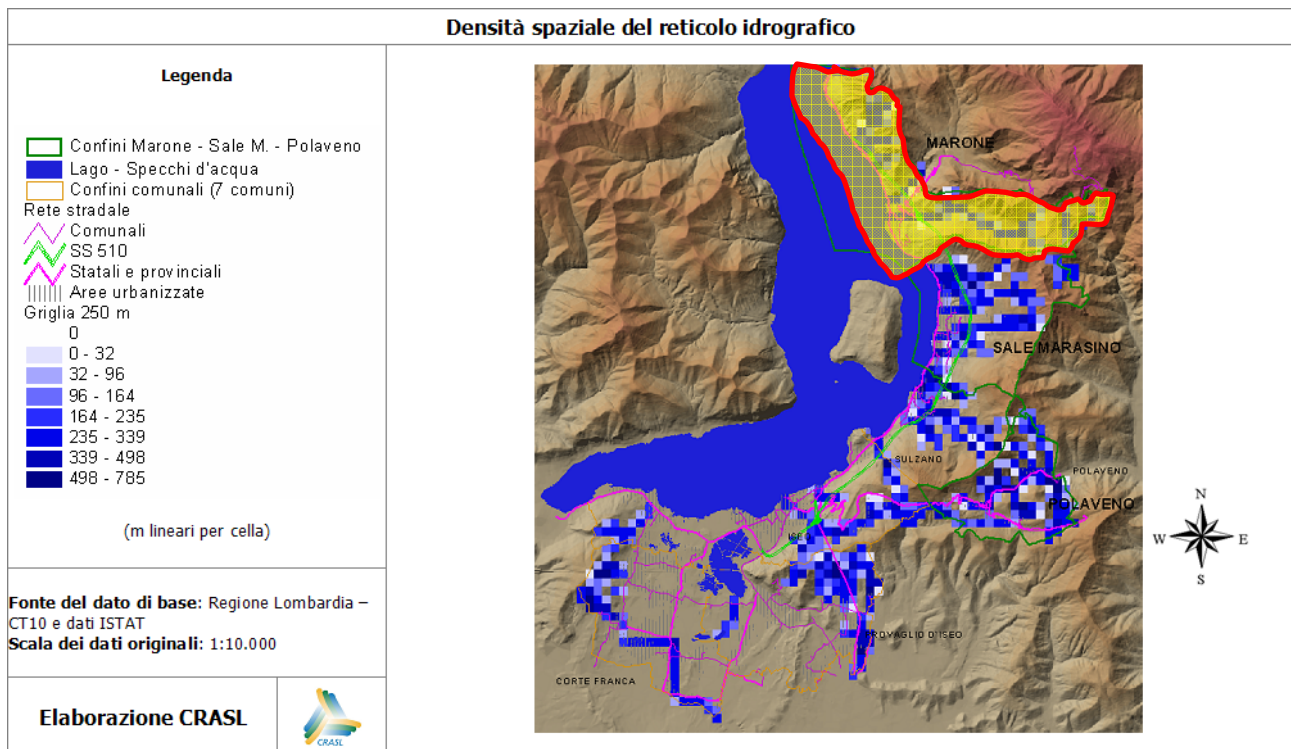 Densità spaziale del reticolo idrografico
Legenda
Confini Marone - Sale M. - Polaveno
Lago - Specchi d'acqua
Confini comunali (7 comuni)
Rete stradale
Comunali
SS 510
Statali e provinciali
Aree urbanizzate
Griglia 250 m
0
0 - 32
32 - 96
96 - 164
164 - 235
235 - 339
339 - 498
498 - 785
(m lineari per cella)
Fonte del dato di base: Regione Lombardia –
CT10 e dati ISTAT
Scala dei dati originali: 1:10.000
Elaborazione CRASL
CRASL
MARONE
SALE MARASINO
SULZANO
POLAVENO
POLAVENO
PROVAGLIO D'ISEO
CORTE FRANCA
N
W
E
S